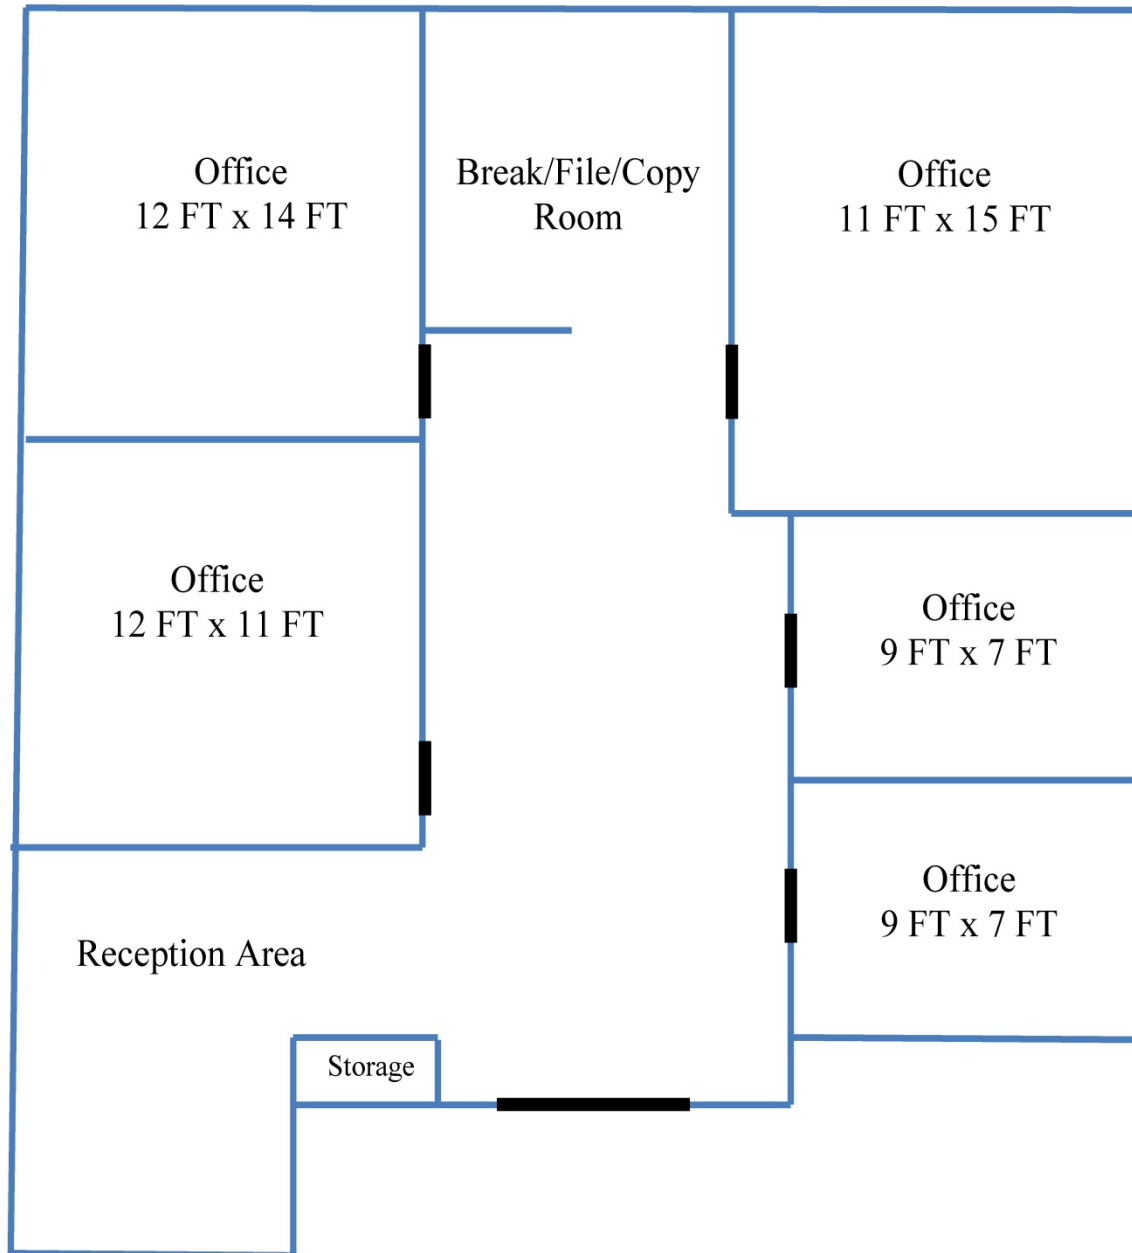 Office
12 FT x 14 FT
Break/File/Copy
Room
Office
11 FT x 15 FT
Office
12 FT x 11 FT
Office
9 FT x 7 FT
Office
9 FT x 7 FT
Reception Area
Storage